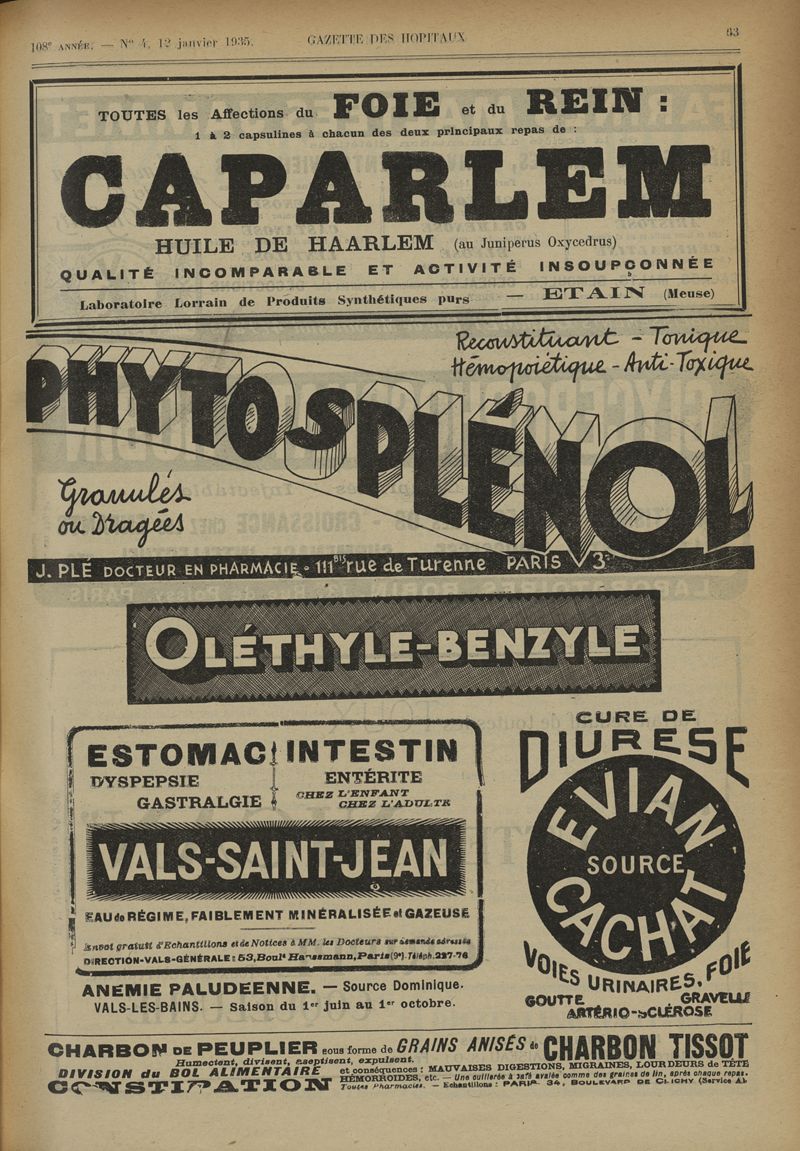 108e ANNÉE. — N° 4, 12 janvier 1935. GAZETTE DES HOPITAUX 63
TOUTES les Affections du FOIE et du REIN :
1 à 2 capsulines à chacun des deux principaux repas de :
CAPARLEM
HUILE DE HAARLEM (au Juniperus Oxycedrus)
QUALITÉ INCOMPARABLE ET ACTIVITÉ INSOUPÇONNÉE
Laboratoire Lorrain de Produits Synthétiques purs — ETAIN (Meuse)
Reconstituant - Tonique
Hémopoiétique - Anti-Toxique
PHYTOSPLÉNOL
Granulés
ou Dragées
J. PLÉ DOCTEUR EN PHARMACIE - 111BIS rue de Turenne PARIS 3e
OLÉTHYLE-BENZYLE
ESTOMAC INTESTIN
DYSPEPSIE ENTÉRITE
GASTRALGIE CHEZ L'ENFANT
CHEZ L'ADULTE
VALS-SAINT-JEAN
EAU de RÉGIME, FAIBLEMENT MINÉRALISÉE et GAZEUSE
Envoi gratuit d'Echantillons et de Notices à MM. les Docteurs sur demande adressée
DIRECTION-VALS-GÉNÉRALE : 53, Boult Haussmann, Paris (9e). Téléph. 227-76
ANEMIE PALUDEENNE. — Source Dominique.
VALS-LES-BAINS. — Saison du 1er juin au 1er octobre.
CURE DE
DIURESE
EVIAN
SOURCE
CACHAT
VOIES URINAIRES, FOIE
GOUTTE GRAVELLE
ARTÉRIO-SCLÉROSE
CHARBON DE PEUPLIER sous forme de GRAINS ANISÉS de CHARBON TISSOT
Humectent, divisent, aseptisent, expulsent.
DIVISION du BOL ALIMENTAIRE et conséquences : MAUVAISES DIGESTIONS, MIGRAINES, LOURDEURS de TÊTE
CONSTIPATION HÉMORROIDES, etc. — Une cuillerée à café avalée comme des graines de lin, après chaque repas.
Toutes Pharmacies. — Echantillons : PARIS - 34, BOULEVARD DE CLICHY (Service A)